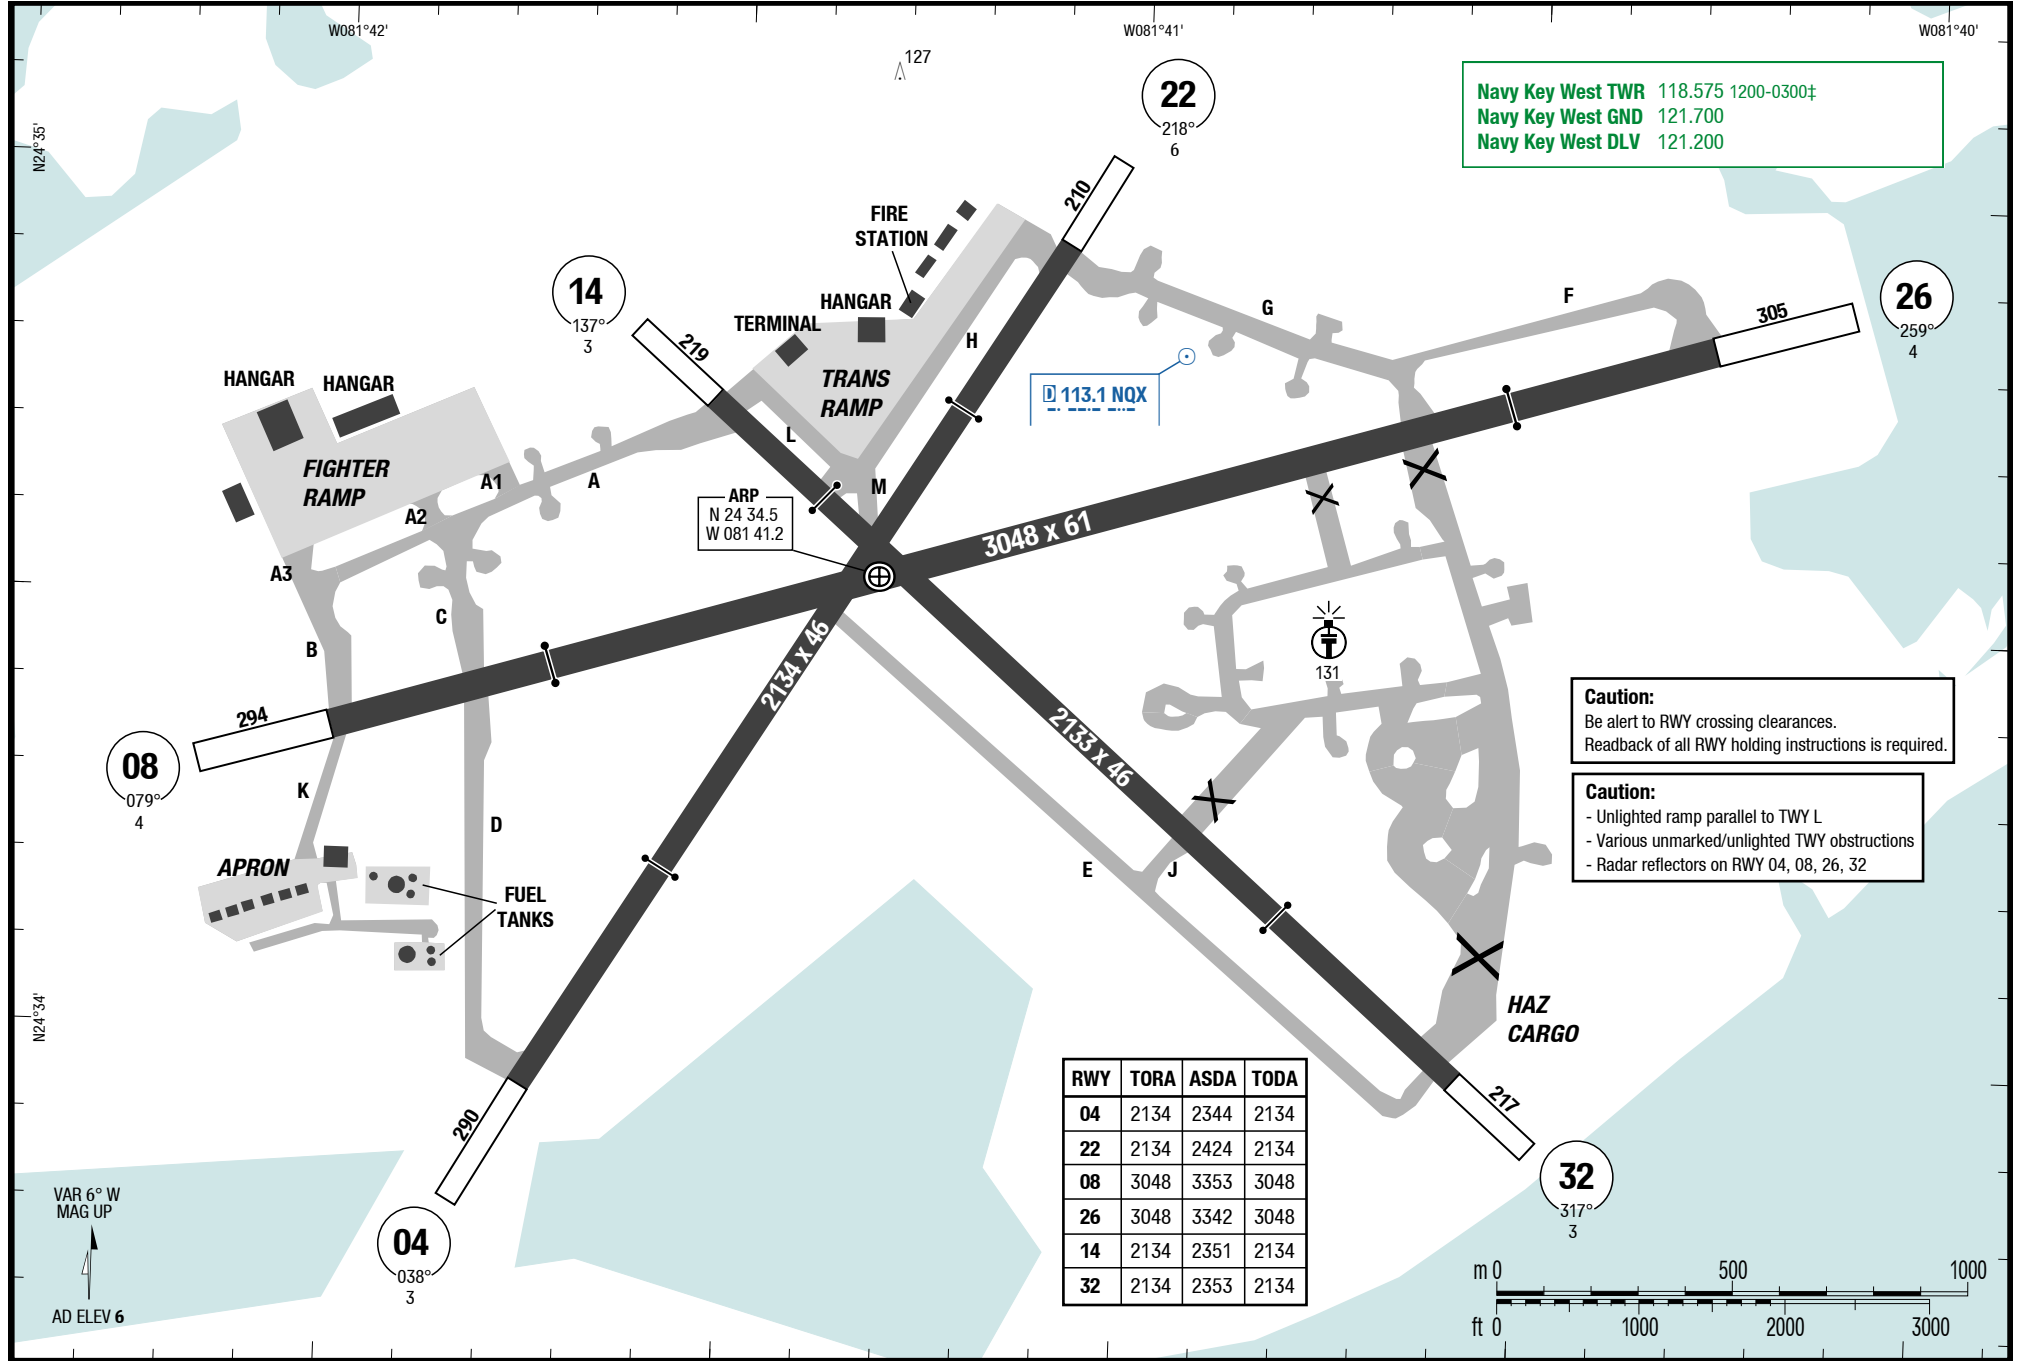 W081°42'
W081°41'
W081°40'
127
22
218°
6
Navy Key West TWR 118.575 1200-0300‡
Navy Key West GND 121.700
Navy Key West DLV 121.200
N24°35'
210
FIRE
STATION
14
137°
3
219
HANGAR
TERMINAL
H
G
F
26
259°
4
305
HANGAR
HANGAR
TRANS
RAMP
D 113.1 NQX
L
FIGHTER
RAMP
A1
A
A2
M
ARP
N 24 34.5
W 081 41.2
3048 x 61
A3
C
B
2134 x 46
131
294
08
079°
4
2133 x 46
Caution:
Be alert to RWY crossing clearances.
Readback of all RWY holding instructions is required.
Caution:
- Unlighted ramp parallel to TWY L
- Various unmarked/unlighted TWY obstructions
- Radar reflectors on RWY 04, 08, 26, 32
K
D
APRON
E
J
FUEL
TANKS
N24°34'
HAZ
CARGO
290
217
RWY TORA ASDA TODA
04 2134 2344 2134
22 2134 2424 2134
08 3048 3353 3048
26 3048 3342 3048
14 2134 2351 2134
32 2134 2353 2134
32
317°
3
VAR 6° W
MAG UP
AD ELEV 6
04
038°
3
m 0 500 1000
ft 0 1000 2000 3000